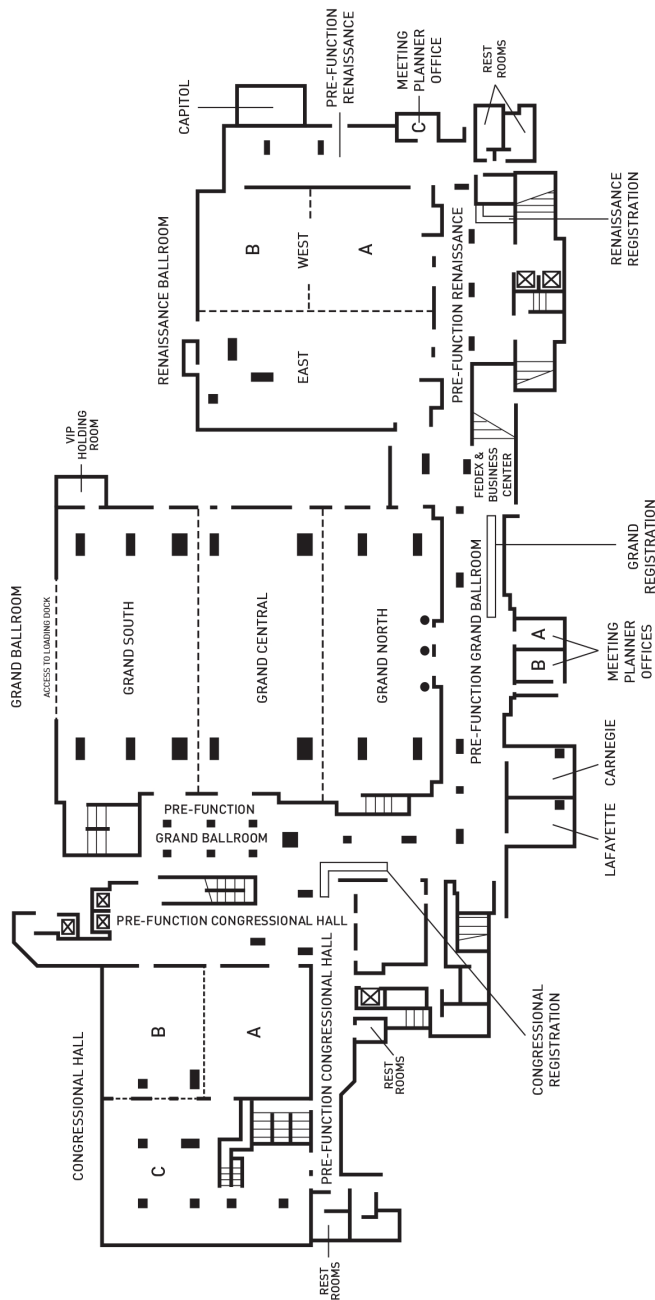 CONGRESSIONAL HALL
GRAND BALLROOM
RENAISSANCE BALLROOM
CAPITOL
PRE-FUNCTION
RENAISSANCE
MEETING
PLANNER
OFFICE
C
REST
ROOMS
VIP
HOLDING
ROOM
ACCESS TO LOADING DOCK
GRAND SOUTH
GRAND CENTRAL
GRAND NORTH
EAST
WEST
B
A
PRE-FUNCTION RENAISSANCE
RENAISSANCE
REGISTRATION
FEDEX &
BUSINESS
CENTER
PRE-FUNCTION GRAND BALLROOM
GRAND
REGISTRATION
B
A
MEETING
PLANNER
OFFICES
CARNEGIE
LAFAYETTE
PRE-FUNCTION
GRAND BALLROOM
PRE-FUNCTION CONGRESSIONAL HALL
B
A
C
PRE-FUNCTION CONGRESSIONAL HALL
CONGRESSIONAL
REGISTRATION
REST
ROOMS
REST
ROOMS